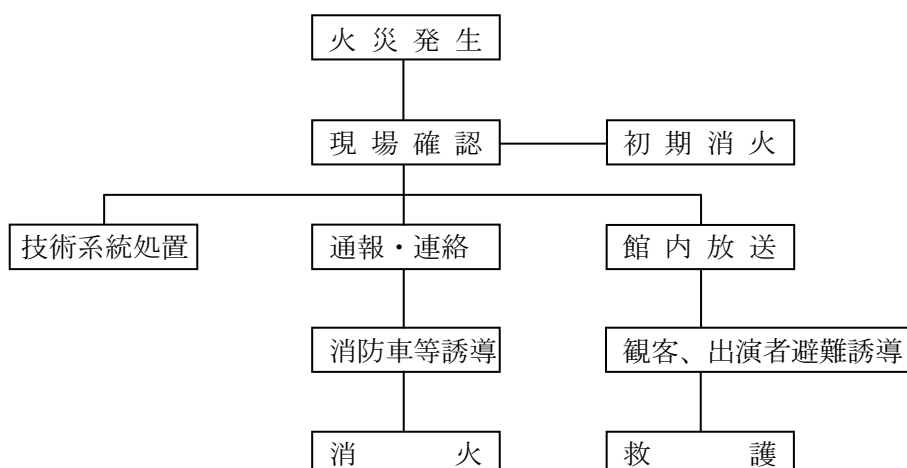 火災発生
現場確認
初期消火
技術系統処置
通報・連絡
館内放送
消防車等誘導
観客、出演者避難誘導
消火
救護